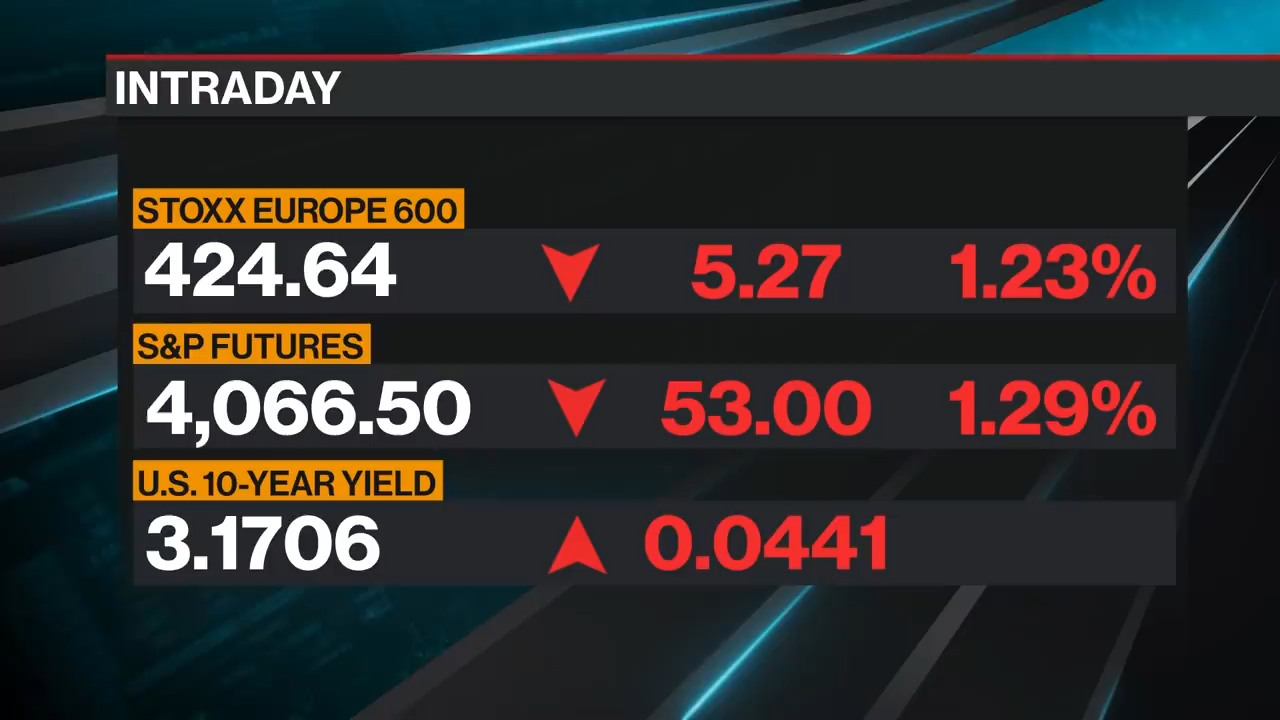 INTRADAY
STOXX EUROPE 600
424.64 5.27 1.23%
S&P FUTURES
4,066.50 53.00 1.29%
U.S. 10-YEAR YIELD
3.1706 0.0441